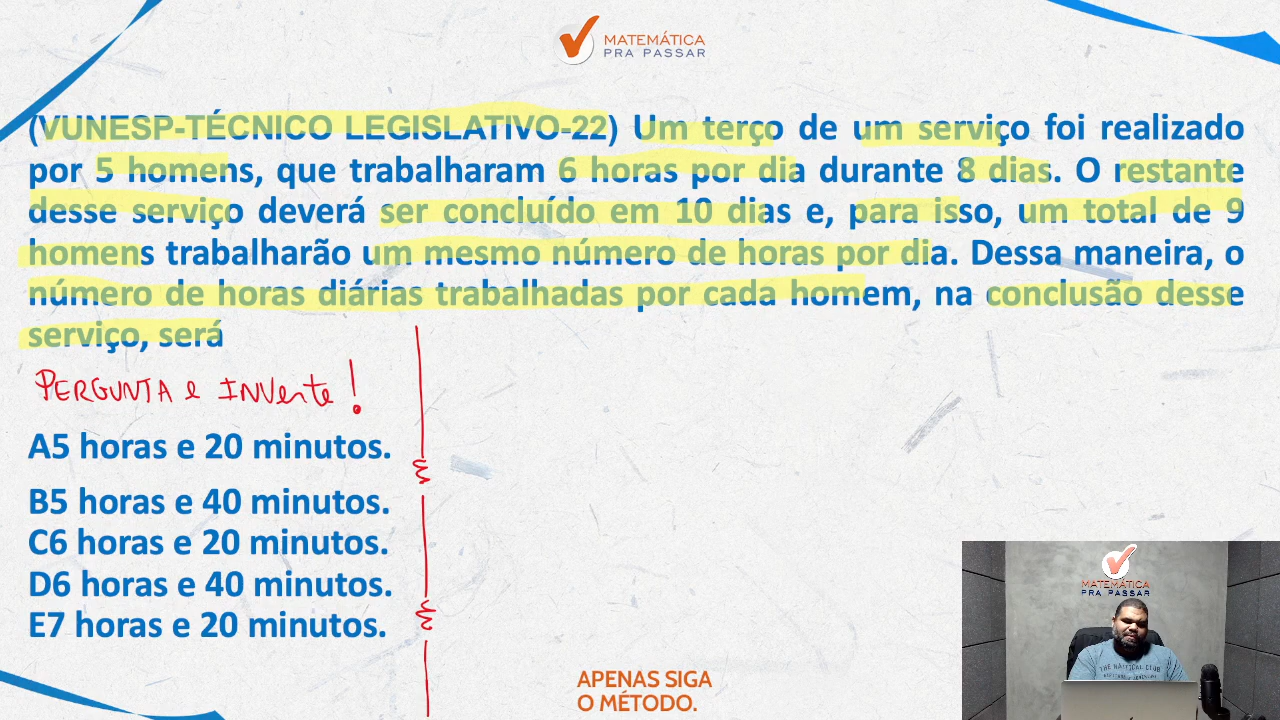 MATEMÁTICA
PRA PASSAR
(VUNESP-TÉCNICO LEGISLATIVO-22) Um terço de um serviço foi realizado
por 5 homens, que trabalharam 6 horas por dia durante 8 dias. O restante
desse serviço deverá ser concluído em 10 dias e, para isso, um total de 9
homens trabalharão um mesmo número de horas por dia. Dessa maneira, o
número de horas diárias trabalhadas por cada homem, na conclusão desse
serviço, será
PERGUNTA e INVente!
A5 horas e 20 minutos.
B5 horas e 40 minutos.
C6 horas e 20 minutos.
D6 horas e 40 minutos.
E7 horas e 20 minutos.
MATEMÁTICA
PRA PASSAR
THE NAUTICAL CLUB
APENAS SIGA
O MÉTODO.